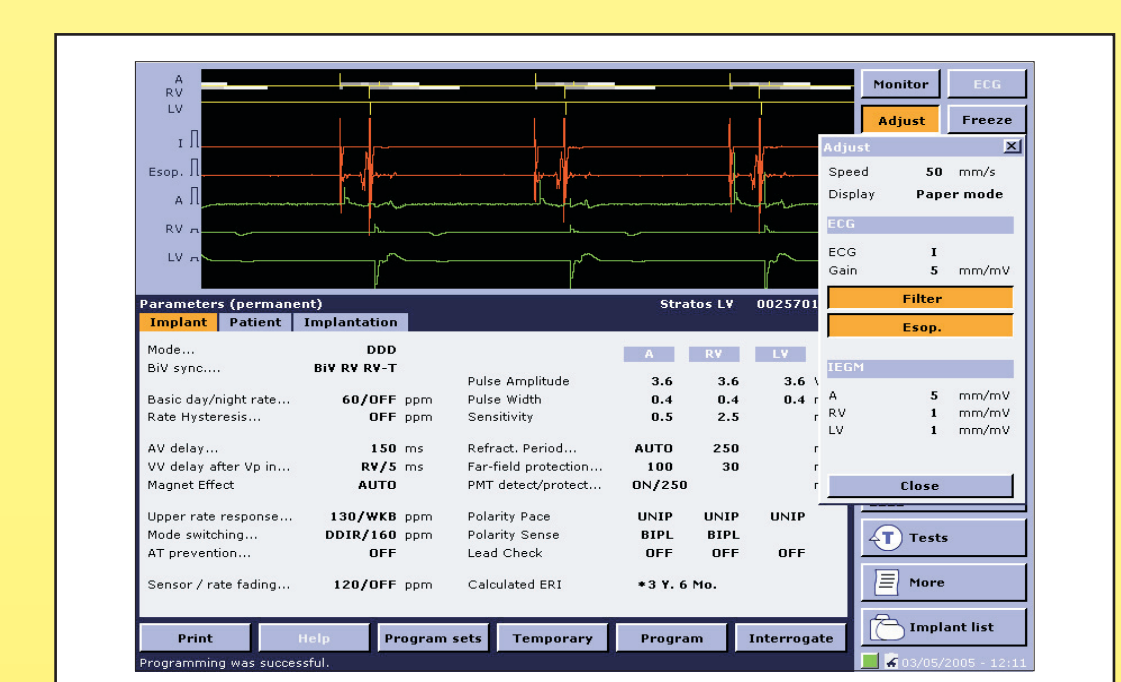 A
RV
LV
I
Esop.
A
RV
LV
Monitor ECG
Adjust Freeze
Adjust
Speed 50 mm/s
Display Paper mode
ECG
ECG I
Gain 5 mm/mV
Filter
Esop.
IEGM
A 5 mm/mV
RV 1 mm/mV
LV 1 mm/mV
Close
Parameters (permanent) Stratos LV 0025701
Implant Patient Implantation
Mode... DDD A RV LV
BiV sync.... BiV RV RV-T
Pulse Amplitude 3.6 3.6 3.6
Basic day/night rate... 60/OFF ppm Pulse Width 0.4 0.4 0.4
Rate Hysteresis... OFF ppm Sensitivity 0.5 2.5
AV delay... 150 ms Refract. Period... AUTO 250
VV delay after Vp in... RV/5 ms Far-field protection... 100 30
Magnet Effect AUTO PMT detect/protect... ON/250
Upper rate response... 130/WKB ppm Polarity Pace UNIP UNIP UNIP
Mode switching... DDIR/160 ppm Polarity Sense BIPL BIPL
AT prevention... OFF Lead Check OFF OFF OFF
Sensor / rate fading... 120/OFF ppm Calculated ERI *3 Y. 6 Mo.
T Tests
More
Implant list
Print Help Program sets Temporary Program Interrogate
Programming was successful. 03/05/2005 - 12:11